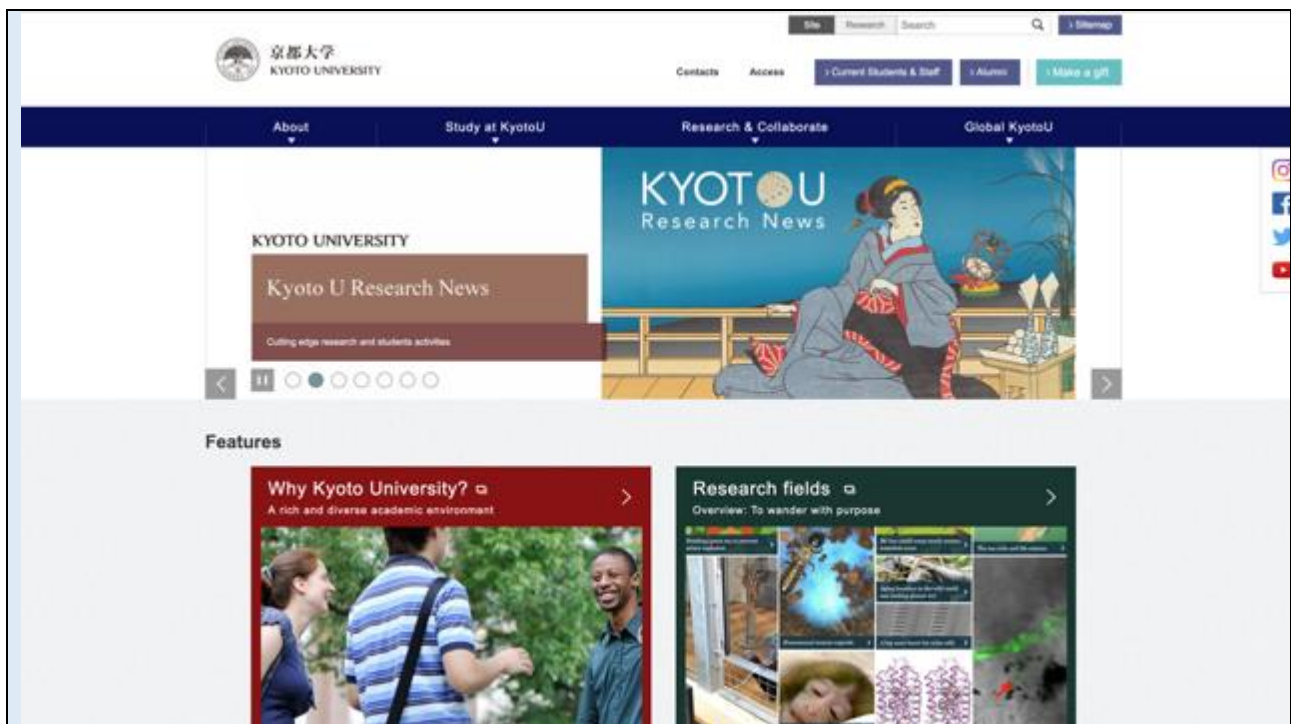 Site Research Search
› Sitemap
京都大学
KYOTO UNIVERSITY
Contacts Access › Current Students & Staff › Alumni › Make a gift
About Study at KyotoU Research & Collaborate Global KyotoU
KYOTO UNIVERSITY
Kyoto U Research News
Cutting edge research and students activities
KYOTOU
Research News
Features
Why Kyoto University?
A rich and diverse academic environment
Research fields
Overview: To wander with purpose